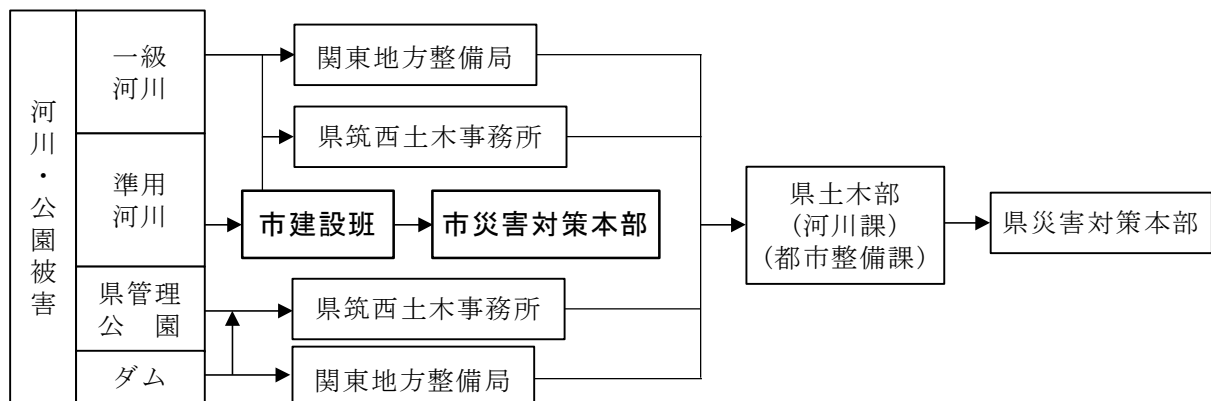 河川・公園被害
一級
河川
準用
河川
県管理
公　園
ダム
関東地方整備局
県筑西土木事務所
市建設班
市災害対策本部
県筑西土木事務所
関東地方整備局
県土木部
(河川課)
(都市整備課)
県災害対策本部